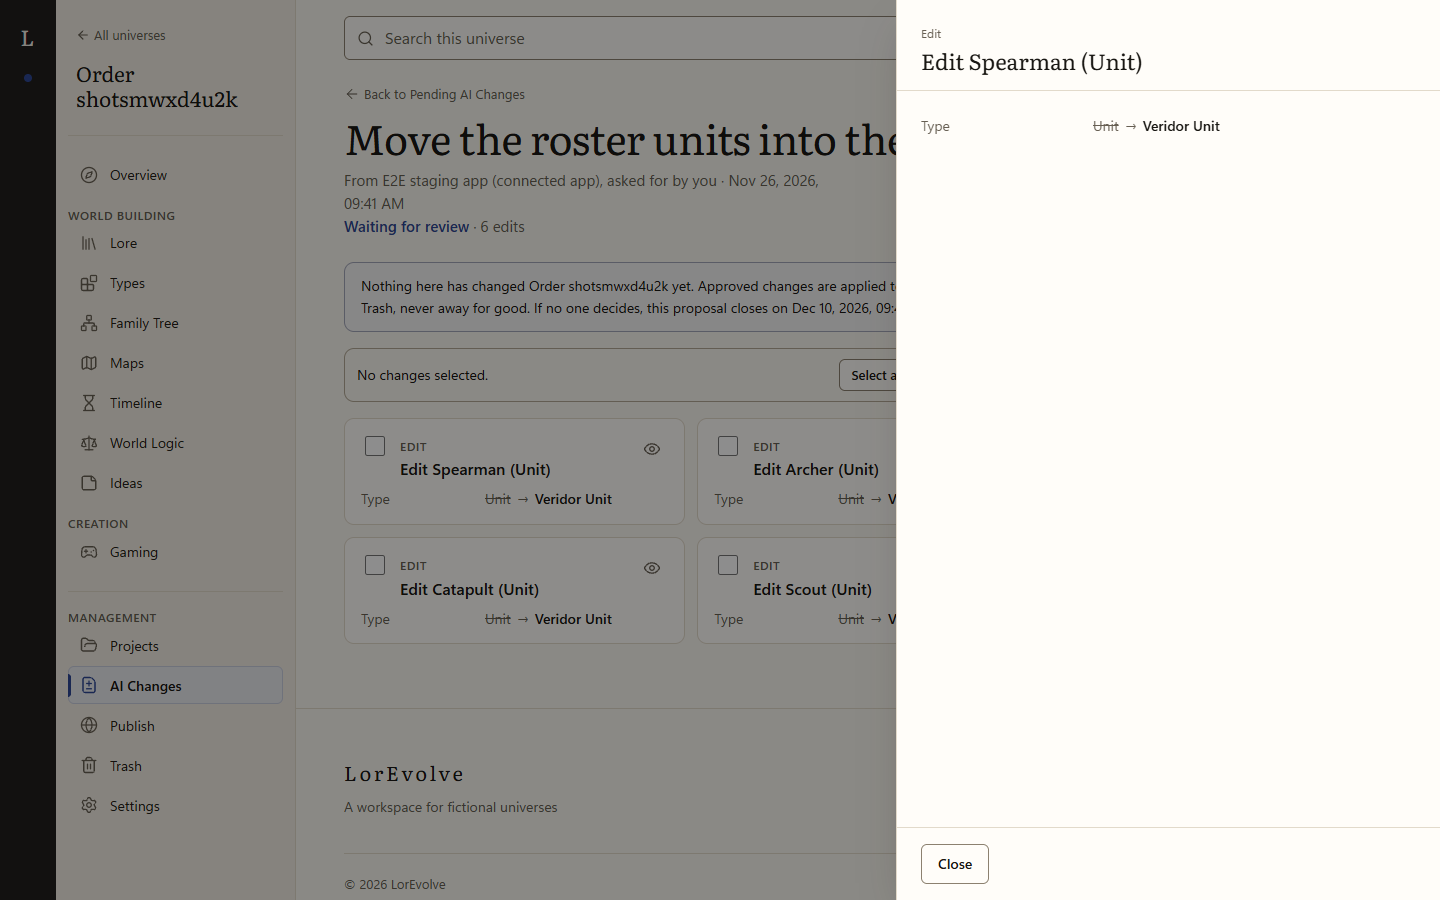 L
All universes
Order
shotsmwxd4u2k
Overview
WORLD BUILDING
Lore
Types
Family Tree
Maps
Timeline
World Logic
Ideas
CREATION
Gaming
MANAGEMENT
Projects
AI Changes
Publish
Trash
Settings
Search this universe
Back to Pending AI Changes
Move the roster units into the
From E2E staging app (connected app), asked for by you · Nov 26, 2026,
09:41 AM
Waiting for review · 6 edits
Nothing here has changed Order shotsmwxd4u2k yet. Approved changes are applied
Trash, never away for good. If no one decides, this proposal closes on Dec 10, 2026,
No changes selected.
Select
EDIT
Edit Spearman (Unit)
Type Unit → Veridor Unit
EDIT
Edit Archer (Unit)
Type Unit →
EDIT
Edit Catapult (Unit)
Type Unit → Veridor Unit
EDIT
Edit Scout (Unit)
Type Unit →
LorEvolve
A workspace for fictional universes
© 2026 LorEvolve
Edit
Edit Spearman (Unit)
Type Unit → Veridor Unit
Close